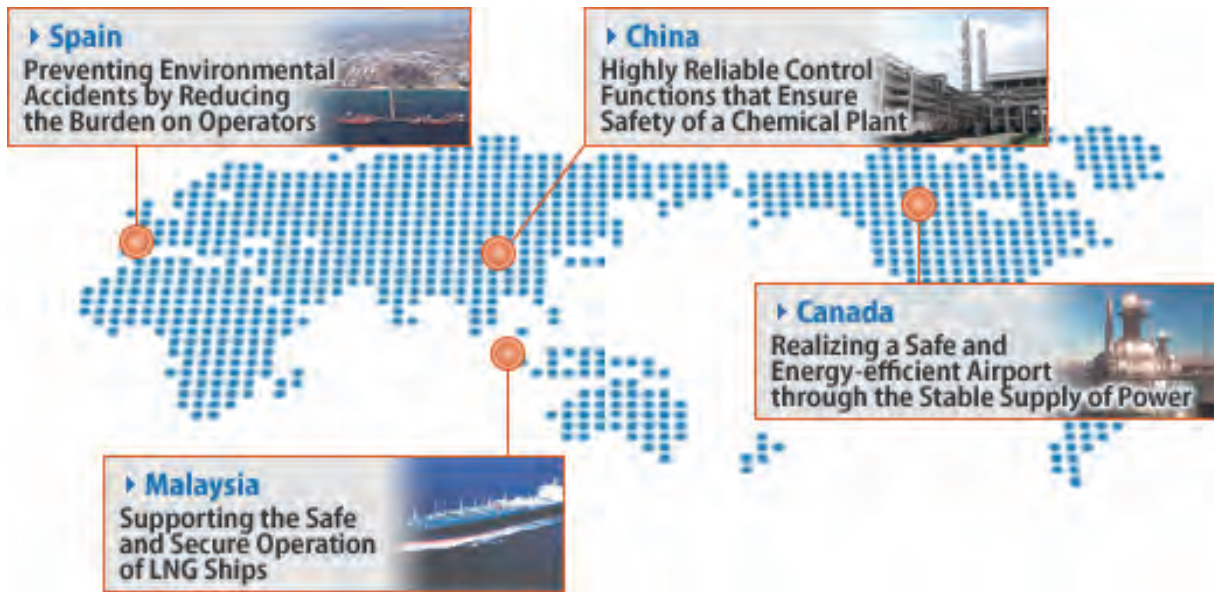 Spain
Preventing Environmental
Accidents by Reducing
the Burden on Operators
China
Highly Reliable Control
Functions that Ensure
Safety of a Chemical Plant
Canada
Realizing a Safe and
Energy-efficient Airport
through the Stable Supply of Power
Malaysia
Supporting the Safe
and Secure Operation
of LNG Ships